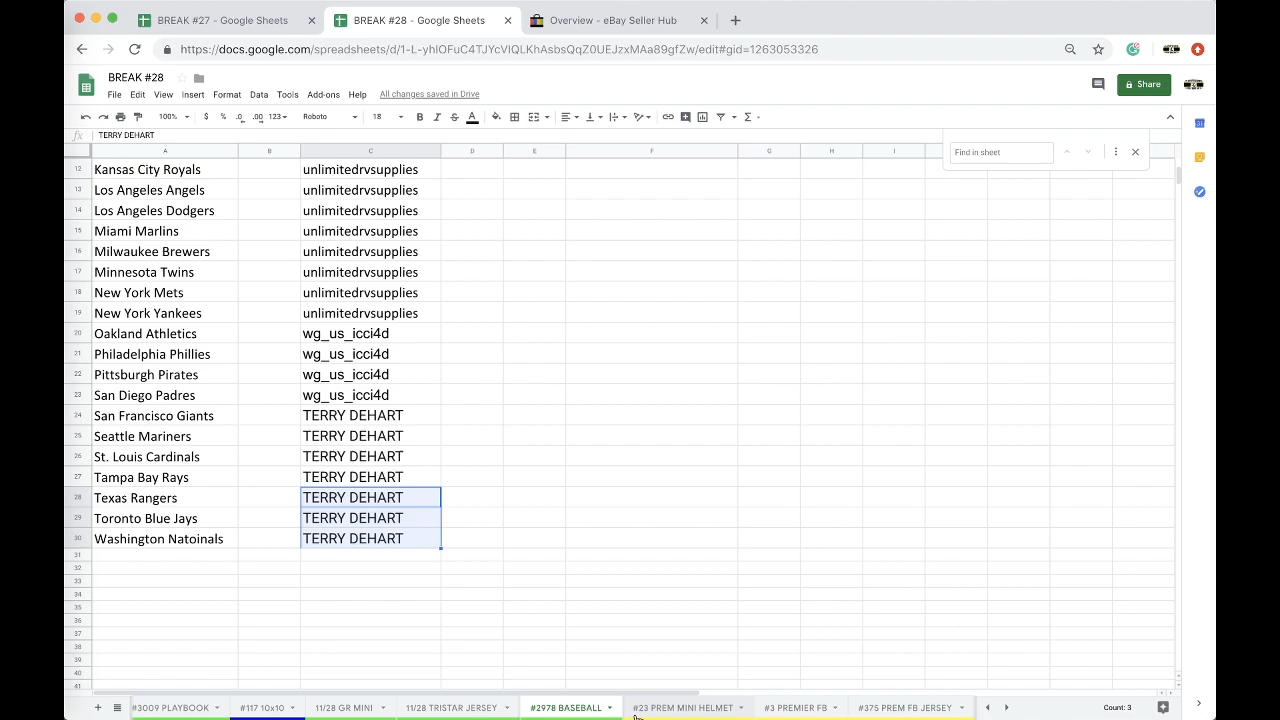 BREAK #27 - Google Sheets
BREAK #28 - Google Sheets
Overview - eBay Seller Hub
https://docs.google.com/spreadsheets/d/1-L-yhIOFuC4TJYcVIQLKhAsbsQqZ0UEJzxMAa89gfZw/edit#gid=1263053326
BREAK #28
File Edit View Insert Format Data Tools Add-ons Help All changes saved in Drive
Share
100% $ % .0 .00 123 Roboto 18 B I S A
fx TERRY DEHART
Find in sheet
A B C D E F G H I
12 Kansas City Royals unlimitedrvsupplies
13 Los Angeles Angels unlimitedrvsupplies
14 Los Angeles Dodgers unlimitedrvsupplies
15 Miami Marlins unlimitedrvsupplies
16 Milwaukee Brewers unlimitedrvsupplies
17 Minnesota Twins unlimitedrvsupplies
18 New York Mets unlimitedrvsupplies
19 New York Yankees unlimitedrvsupplies
20 Oakland Athletics wg_us_icci4d
21 Philadelphia Phillies wg_us_icci4d
22 Pittsburgh Pirates wg_us_icci4d
23 San Diego Padres wg_us_icci4d
24 San Francisco Giants TERRY DEHART
25 Seattle Mariners TERRY DEHART
26 St. Louis Cardinals TERRY DEHART
27 Tampa Bay Rays TERRY DEHART
28 Texas Rangers TERRY DEHART
29 Toronto Blue Jays TERRY DEHART
30 Washington Natoinals TERRY DEHART
31
32
33
34
35
36
37
38
39
40
41
#3009 PLAYBOOK #117 10x10 11/28 GR MINI 11/28 TRISTAR JERSEY #2978 BASEBALL #23 PREM MINI HELMET #3 PREMIER FB #375 PREM FB JERSEY Count: 3